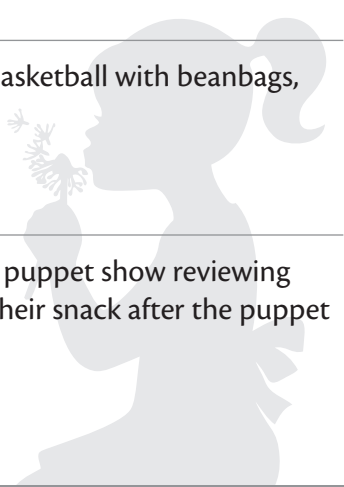 asketball with beanbags,
puppet show reviewing
heir snack after the puppet